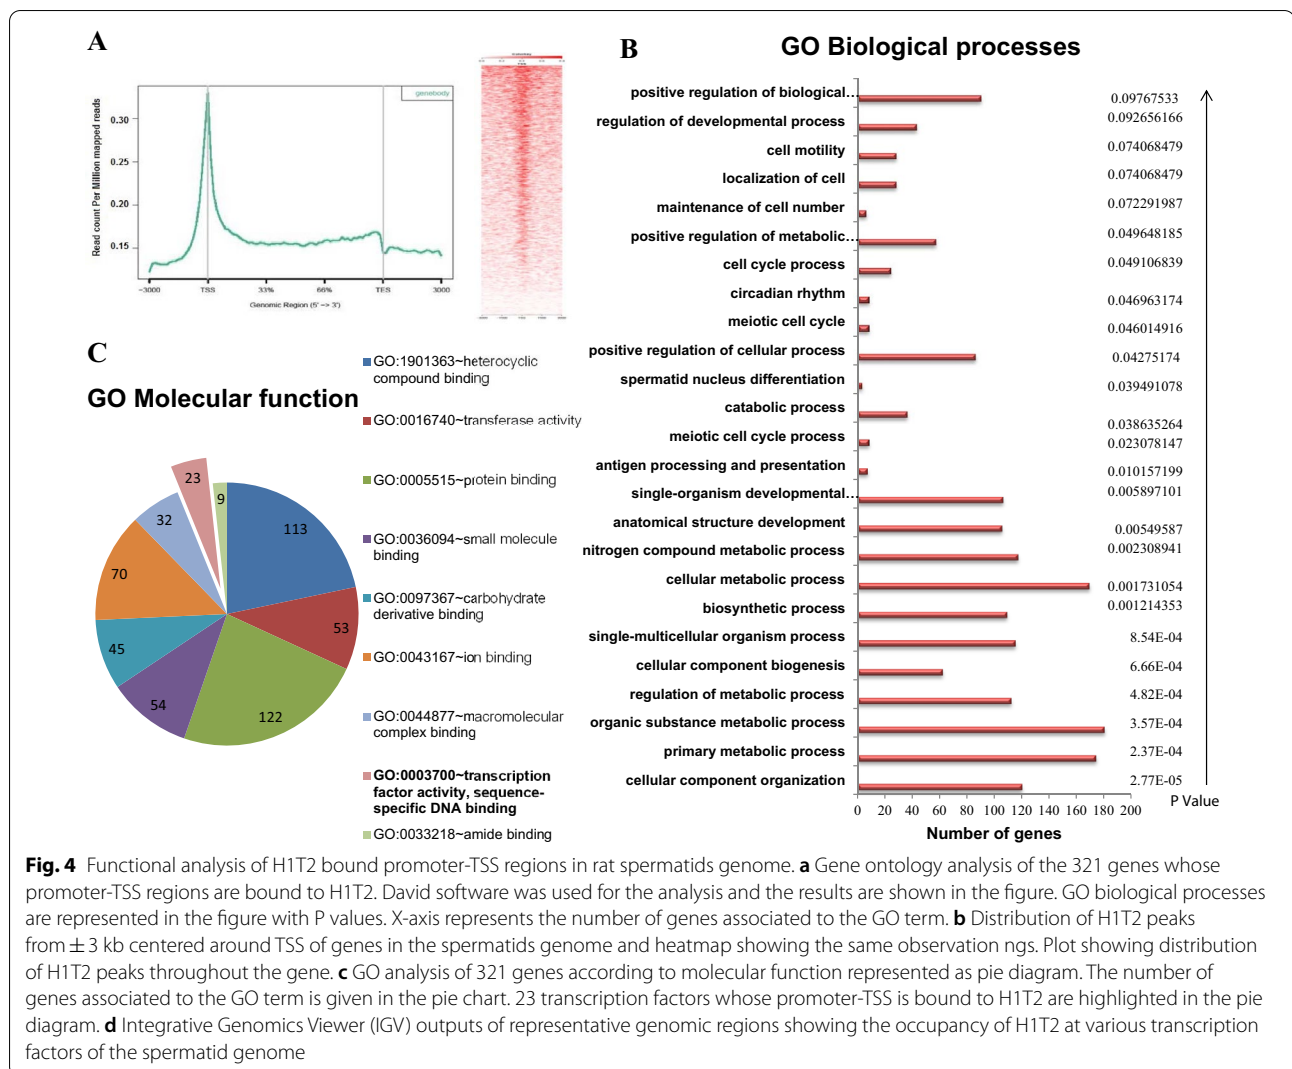 A
genebody
Read count Per Million mapped reads
0.30
0.25
0.20
0.15
-3000
TSS
33%
66%
TES
3000
Genomic Region (5' -> 3')
B
GO Biological processes
positive regulation of biological… 0.09767533
regulation of developmental process 0.092656166
cell motility 0.074068479
localization of cell 0.074068479
maintenance of cell number 0.072291987
positive regulation of metabolic… 0.049648185
cell cycle process 0.049106839
circadian rhythm 0.046963174
meiotic cell cycle 0.046014916
positive regulation of cellular process 0.04275174
spermatid nucleus differentiation 0.039491078
catabolic process 0.038635264
meiotic cell cycle process 0.023078147
antigen processing and presentation 0.010157199
single-organism developmental… 0.005897101
anatomical structure development 0.00549587
nitrogen compound metabolic process 0.002308941
cellular metabolic process 0.001731054
biosynthetic process 0.001214353
single-multicellular organism process 8.54E-04
cellular component biogenesis 6.66E-04
regulation of metabolic process 4.82E-04
organic substance metabolic process 3.57E-04
primary metabolic process 2.37E-04
cellular component organization 2.77E-05
0 20 40 60 80 100 120 140 160 180 200
P Value
Number of genes
C
GO Molecular function
113
53
122
54
45
70
32
23
9
GO:1901363~heterocyclic
compound binding
GO:0016740~transferase activity
GO:0005515~protein binding
GO:0036094~small molecule
binding
GO:0097367~carbohydrate
derivative binding
GO:0043167~ion binding
GO:0044877~macromolecular
complex binding
GO:0003700~transcription
factor activity, sequence-
specific DNA binding
GO:0033218~amide binding
Fig. 4 Functional analysis of H1T2 bound promoter-TSS regions in rat spermatids genome. a Gene ontology analysis of the 321 genes whose
promoter-TSS regions are bound to H1T2. David software was used for the analysis and the results are shown in the figure. GO biological processes
are represented in the figure with P values. X-axis represents the number of genes associated to the GO term. b Distribution of H1T2 peaks
from ± 3 kb centered around TSS of genes in the spermatids genome and heatmap showing the same observation ngs. Plot showing distribution
of H1T2 peaks throughout the gene. c GO analysis of 321 genes according to molecular function represented as pie diagram. The number of
genes associated to the GO term is given in the pie chart. 23 transcription factors whose promoter-TSS is bound to H1T2 are highlighted in the pie
diagram. d Integrative Genomics Viewer (IGV) outputs of representative genomic regions showing the occupancy of H1T2 at various transcription
factors of the spermatid genome